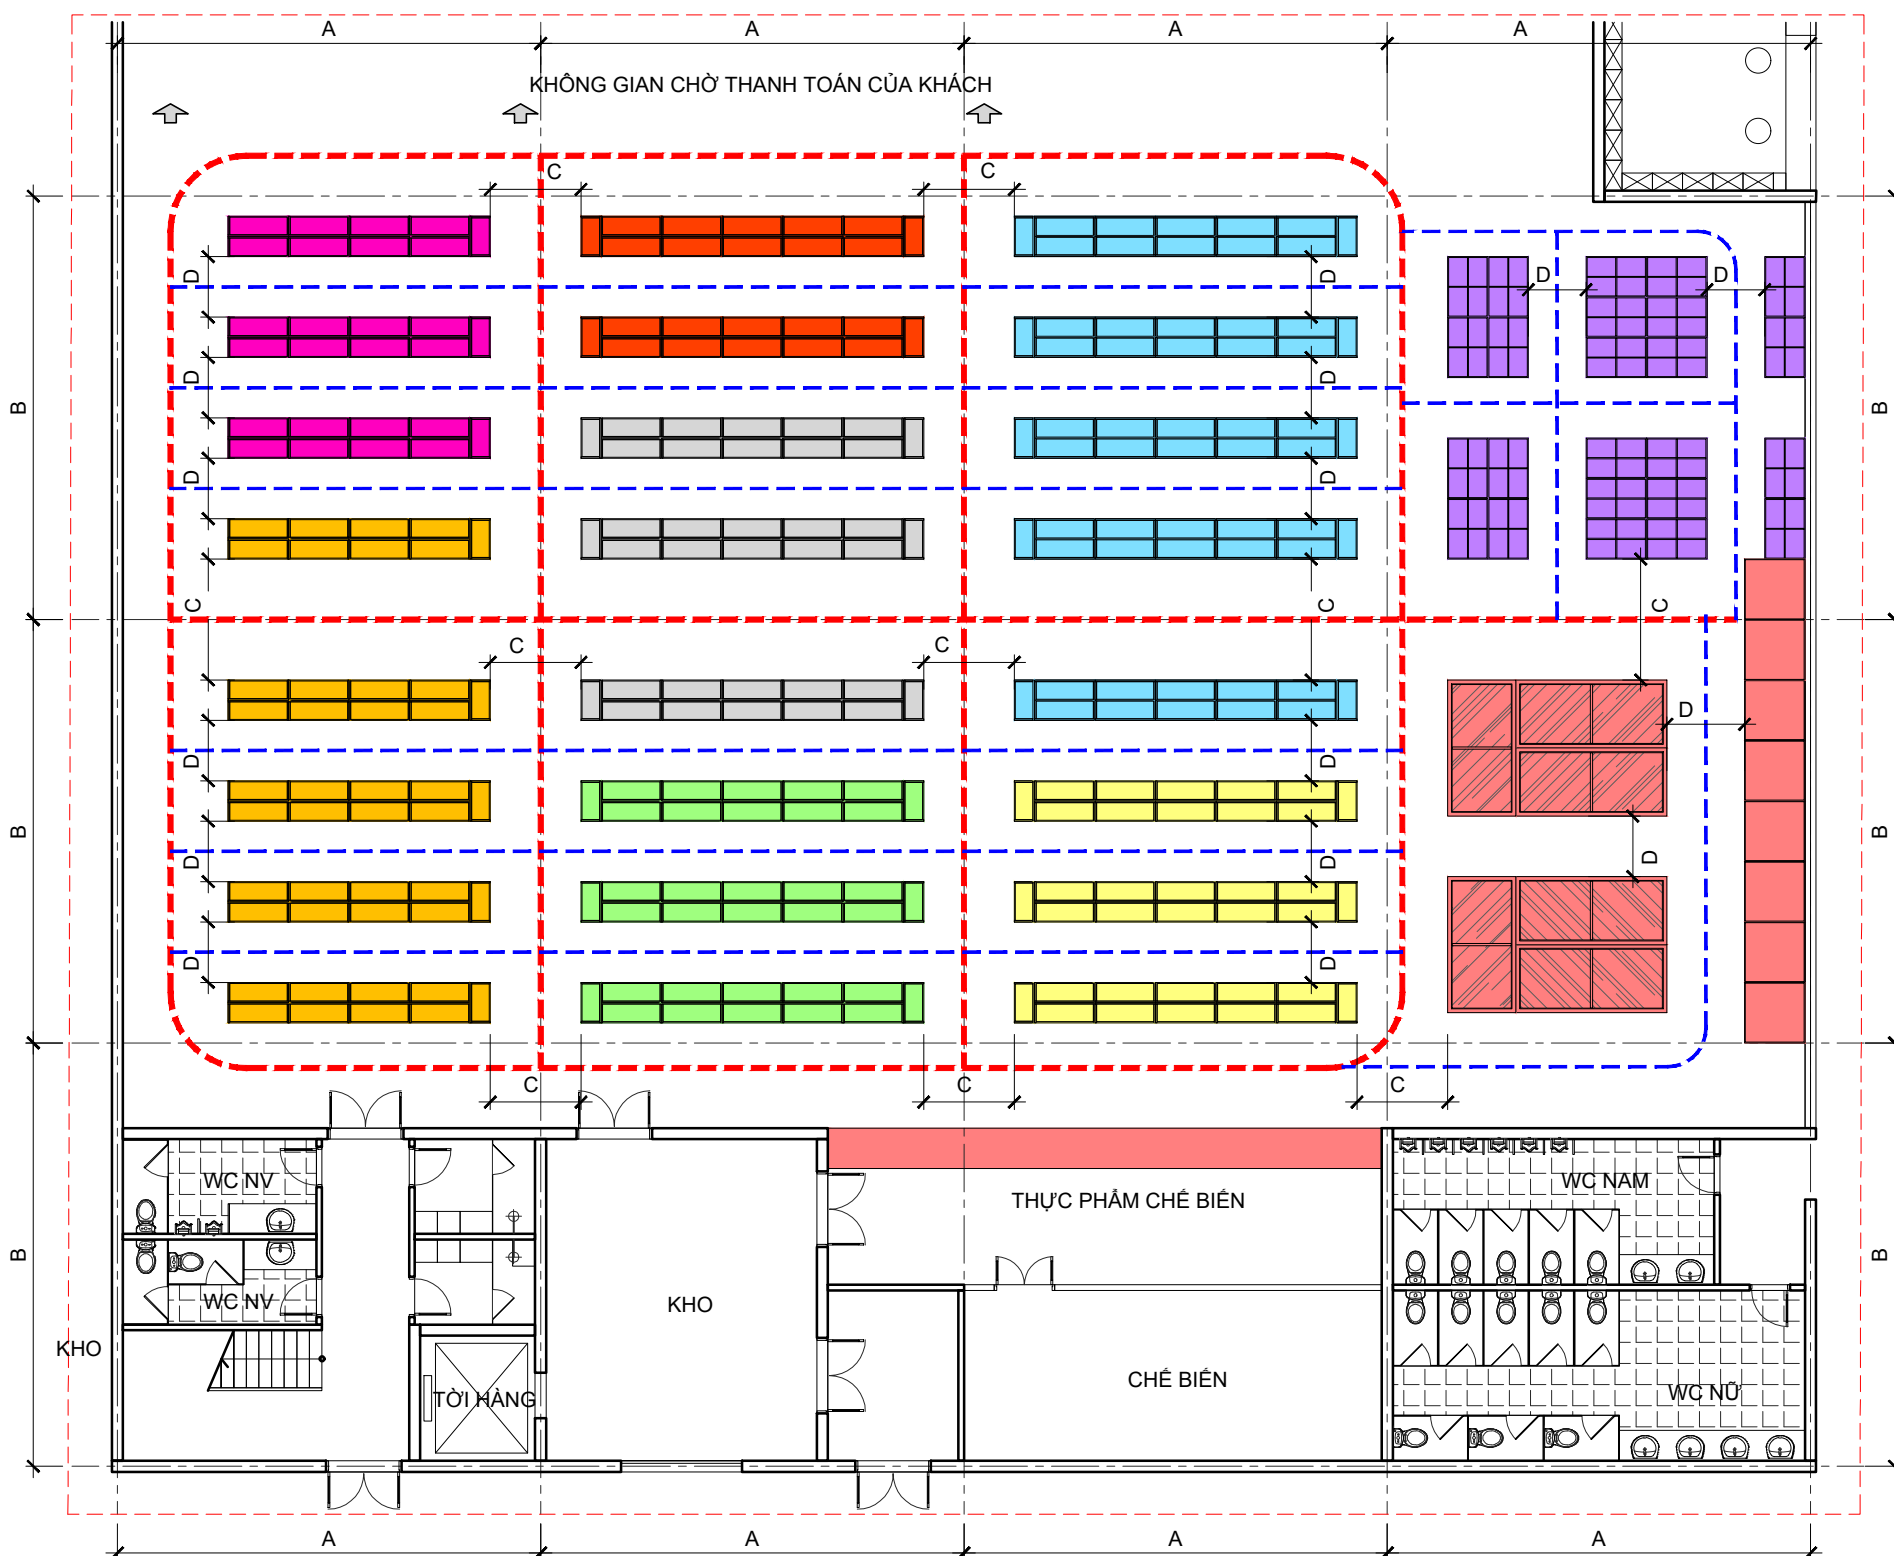 A A A A
KHÔNG GIAN CHỜ THANH TOÁN CỦA KHÁCH
C C
D D D D
D D
B B
D D
C C C
C C
D
D D
B B
D D D
D D
C C C
WC NV
WC NAM
THỰC PHẨM CHẾ BIẾN
B B
WC NV
KHO
KHO
CHẾ BIẾN
TỜI HÀNG
WC NỮ
A A A A